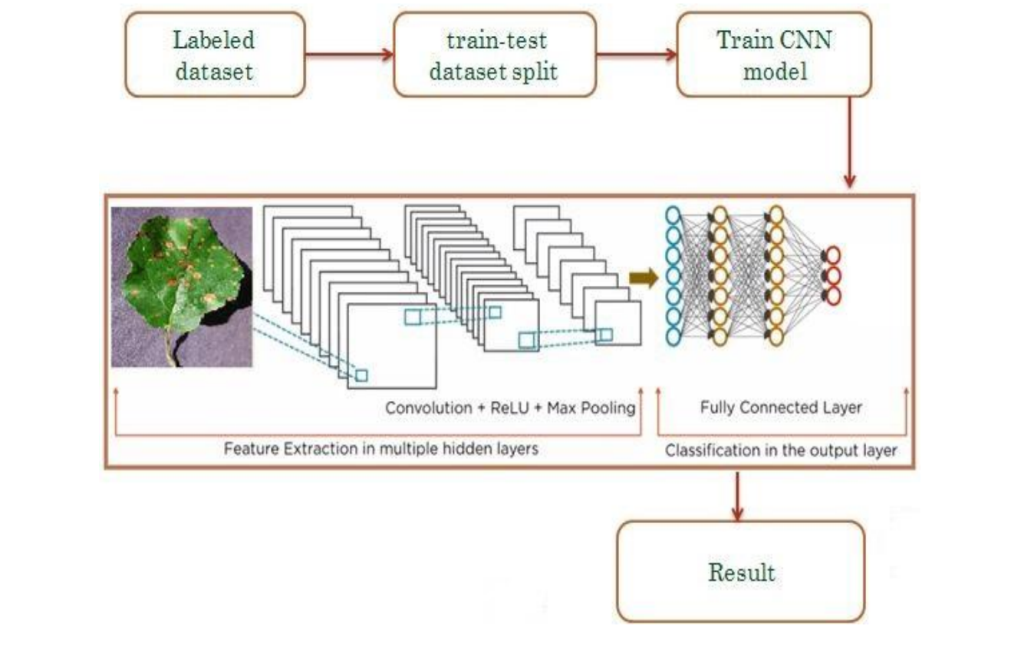 Labeled
dataset
train-test
dataset split
Train CNN
model
Convolution + ReLU + Max Pooling
Fully Connected Layer
Feature Extraction in multiple hidden layers
Classification in the output layer
Result